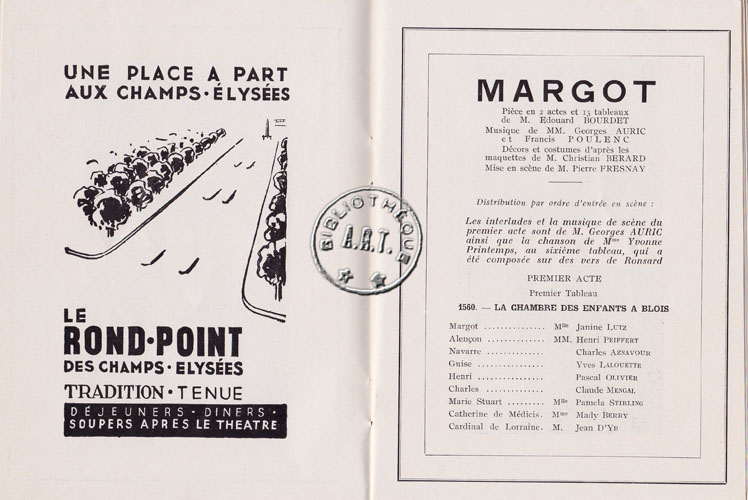 UNE PLACE A PART
AUX CHAMPS·ÉLYSÉES
LE
ROND·POINT
DES CHAMPS·ELYSÉES
TRADITION·TENUE
DÉJEUNERS·DINERS·
SOUPERS APRÈS LE THEATRE
BIBLIOTHÈQUE
A.R.T.
MARGOT
Pièce en 2 actes et 13 tableaux
de M. Edouard BOURDET
Musique de MM. Georges AURIC
et Francis POULENC
Décors et costumes d'après les
maquettes de M. Christian BERARD
Mise en scène de M. Pierre FRESNAY
Distribution par ordre d'entrée en scène :
Les interludes et la musique de scène du
premier acte sont de M. Georges AURIC
ainsi que la chanson de Mme Yvonne
Printemps, au sixième tableau, qui a
été composée sur des vers de Ronsard
PREMIER ACTE
Premier Tableau
1560. — LA CHAMBRE DES ENFANTS A BLOIS
Margot ............... Mlle Janine LUTZ
Alençon ............... MM. Henri PEIFFERT
Navarre .............. Charles AZNAVOUR
Guise ................ Yves LALOUETTE
Henri ................ Pascal OLIVIER
Charles .............. Claude MENGAL
Marie Stuart ......... Mlle Pamela STIRLING
Catherine de Médicis. Mme Mady BERRY
Cardinal de Lorraine. M. Jean D'YD